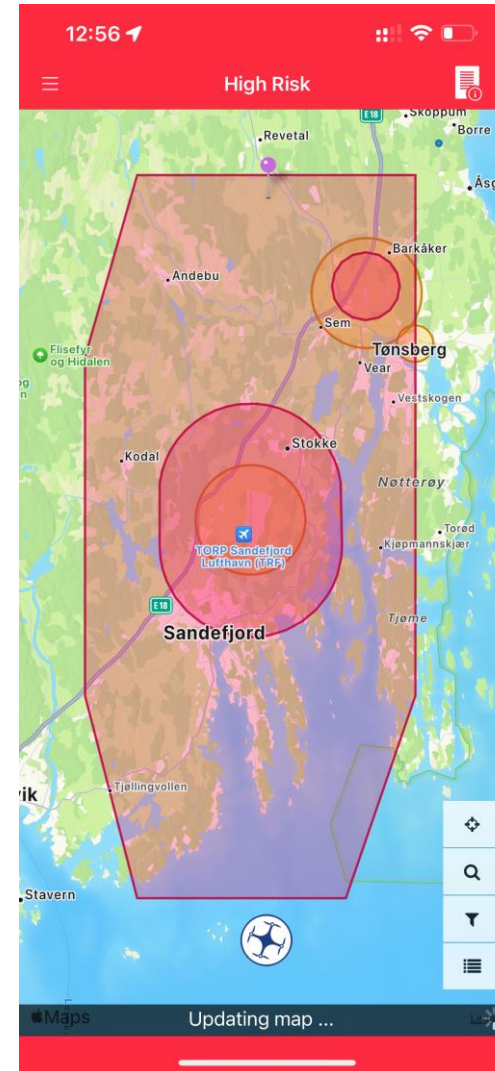 12:56
High Risk
E18
Skoppum
Borre
Revetal
Åsg
Barkåker
Andebu
Sem
Flisefyr
og Hidalen
Tønsberg
Vear
Vestskogen
Stokke
Kodal
Nøtterøy
Torød
Kjøpmannskjær
TORP Sandefjord
Lufthavn (TRF)
E18
Tjøme
Sandefjord
Tjøllingvollen
vik
Stavern
Maps
Updating map ...